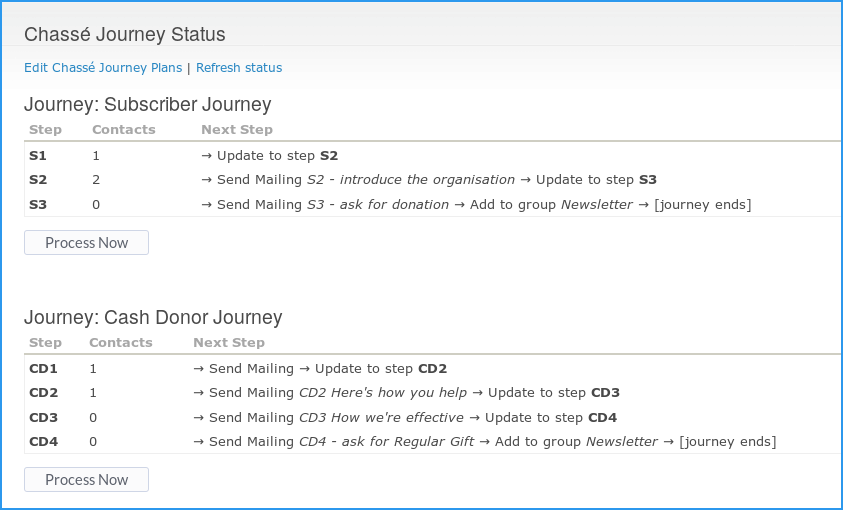 Chassé Journey Status
Edit Chassé Journey Plans | Refresh status
Journey: Subscriber Journey
Step Contacts Next Step
S1 1 → Update to step S2
S2 2 → Send Mailing S2 - introduce the organisation → Update to step S3
S3 0 → Send Mailing S3 - ask for donation → Add to group Newsletter → [journey ends]
Process Now
Journey: Cash Donor Journey
Step Contacts Next Step
CD1 1 → Send Mailing → Update to step CD2
CD2 1 → Send Mailing CD2 Here's how you help → Update to step CD3
CD3 0 → Send Mailing CD3 How we're effective → Update to step CD4
CD4 0 → Send Mailing CD4 - ask for Regular Gift → Add to group Newsletter → [journey ends]
Process Now